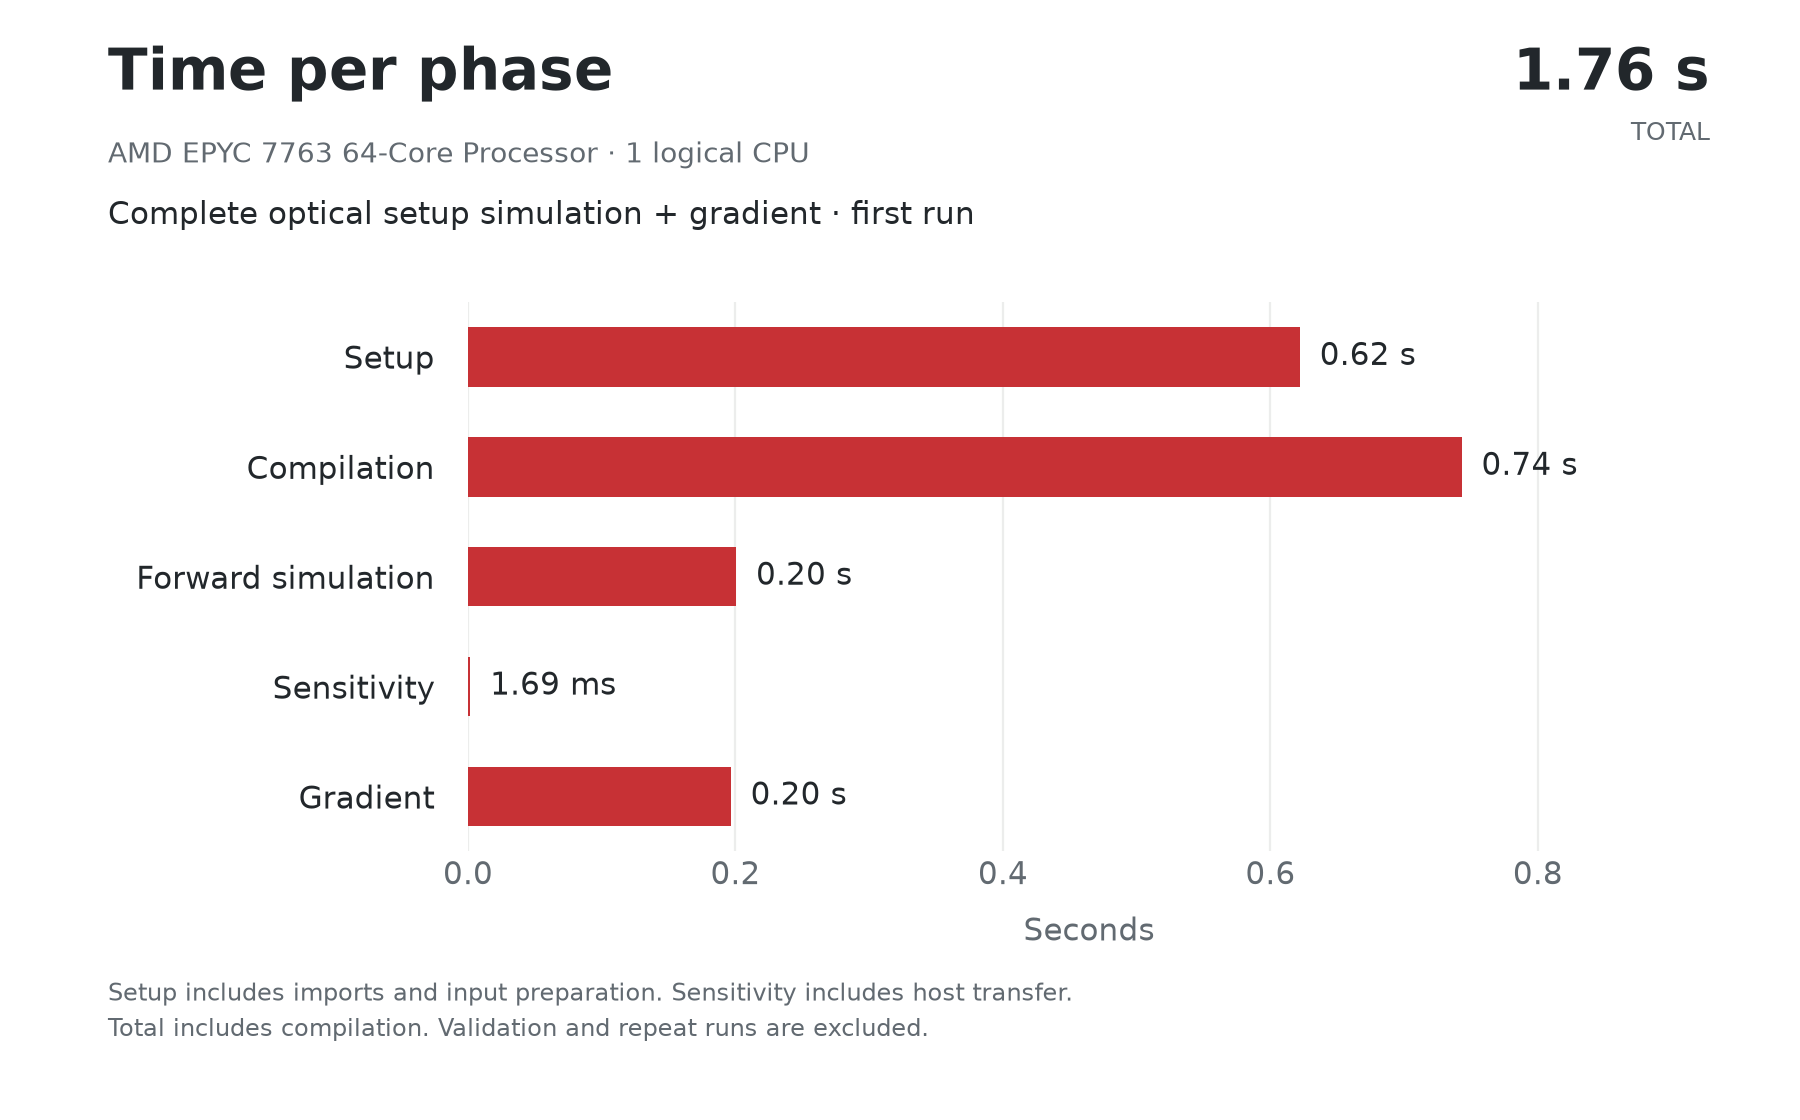 Time per phase
1.76 s
TOTAL
AMD EPYC 7763 64-Core Processor · 1 logical CPU
Complete optical setup simulation + gradient · first run
Setup
0.62 s
Compilation
0.74 s
Forward simulation
0.20 s
Sensitivity
1.69 ms
Gradient
0.20 s
0.0 0.2 0.4 0.6 0.8
Seconds
Setup includes imports and input preparation. Sensitivity includes host transfer.
Total includes compilation. Validation and repeat runs are excluded.